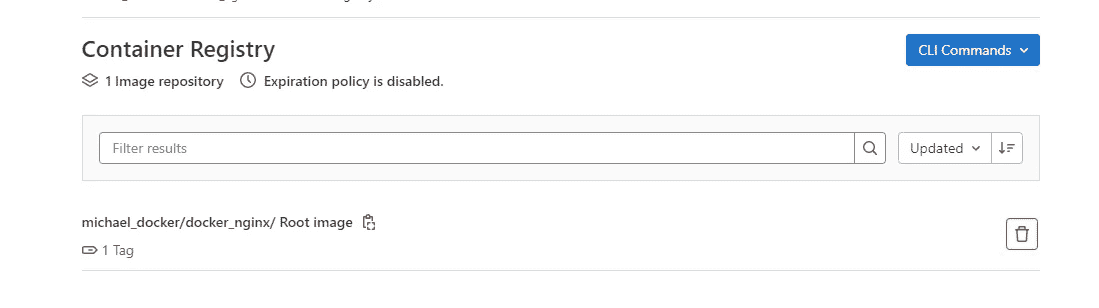 Container Registry
CLI Commands
1 Image repository Expiration policy is disabled.
Filter results
Updated
michael_docker/docker_nginx/ Root image
1 Tag